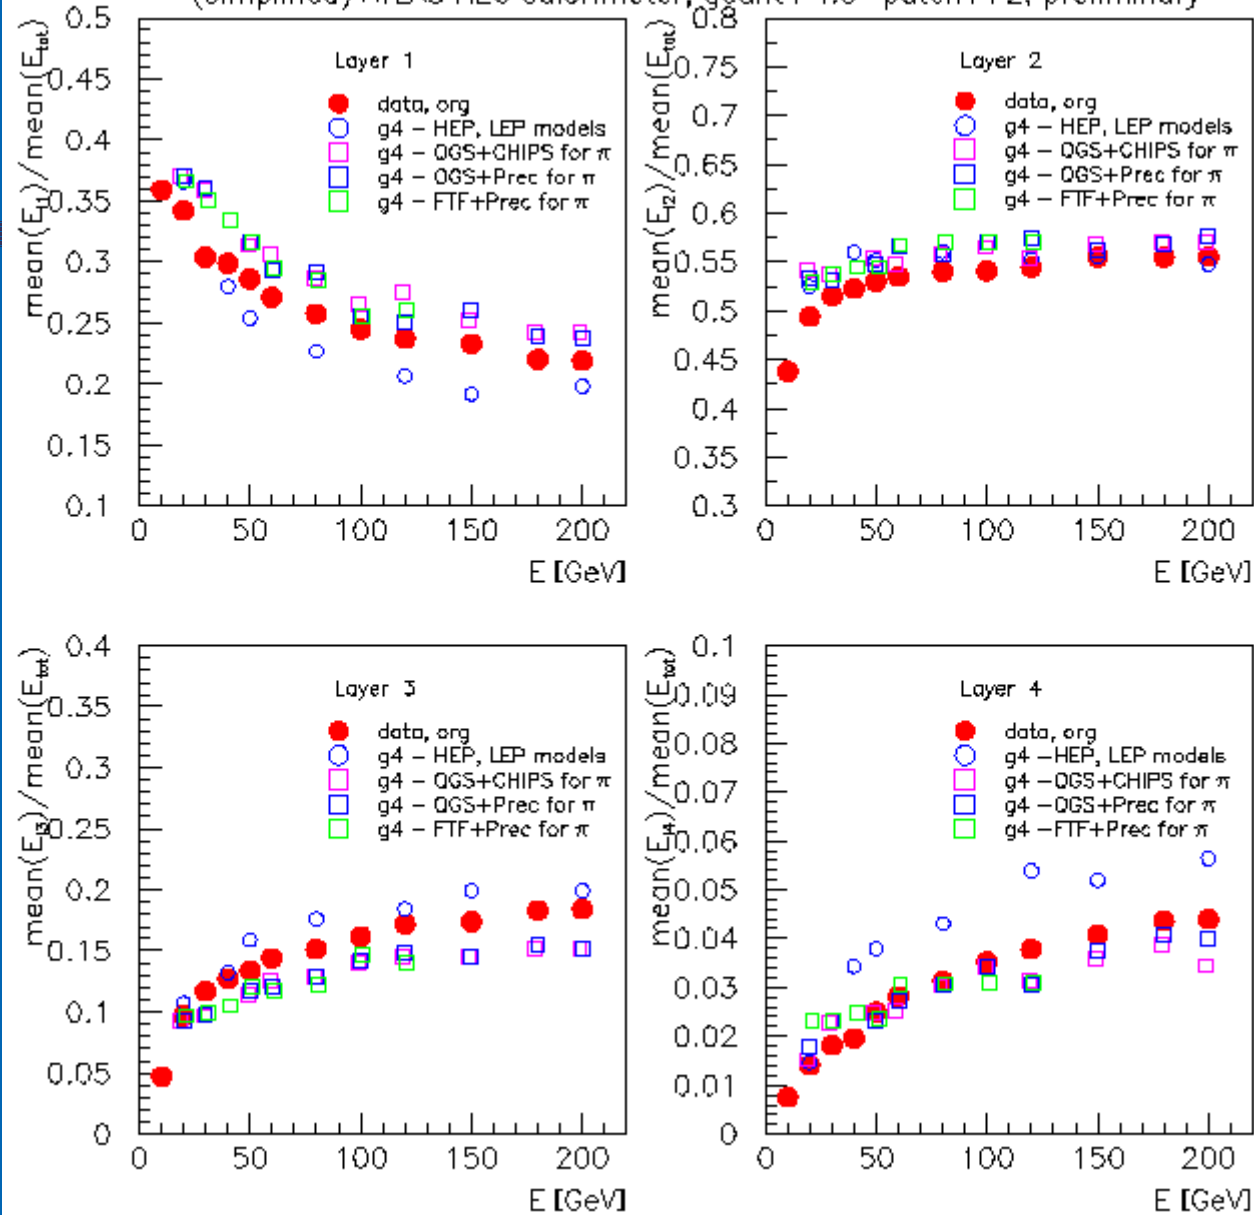 0.5
0.45
0.4
0.35
0.3
0.25
0.2
0.15
0.1
0 50 100 150 200
E [GeV]
mean(E_l1)/mean(E_tot)
Layer 1
data, org
g4 – HEP, LEP models
g4 – QGS+CHIPS for π
g4 – QGS+Prec for π
g4 – FTF+Prec for π
0.8
0.75
0.7
0.65
0.6
0.55
0.5
0.45
0.4
0.35
0.3
0 50 100 150 200
E [GeV]
mean(E_l2)/mean(E_tot)
Layer 2
data, org
g4 – HEP, LEP models
g4 – QGS+CHIPS for π
g4 – QGS+Prec for π
g4 – FTF+Prec for π
0.4
0.35
0.3
0.25
0.2
0.15
0.1
0.05
0
0 50 100 150 200
E [GeV]
mean(E_l3)/mean(E_tot)
Layer 3
data, org
g4 – HEP, LEP models
g4 – QGS+CHIPS for π
g4 – QGS+Prec for π
g4 – FTF+Prec for π
0.1
0.09
0.08
0.07
0.06
0.05
0.04
0.03
0.02
0.01
0
0 50 100 150 200
E [GeV]
mean(E_l4)/mean(E_tot)
Layer 4
data, org
g4 –HEP, LEP models
g4 –QGS+CHIPS for π
g4 –QGS+Prec for π
g4 –FTF+Prec for π